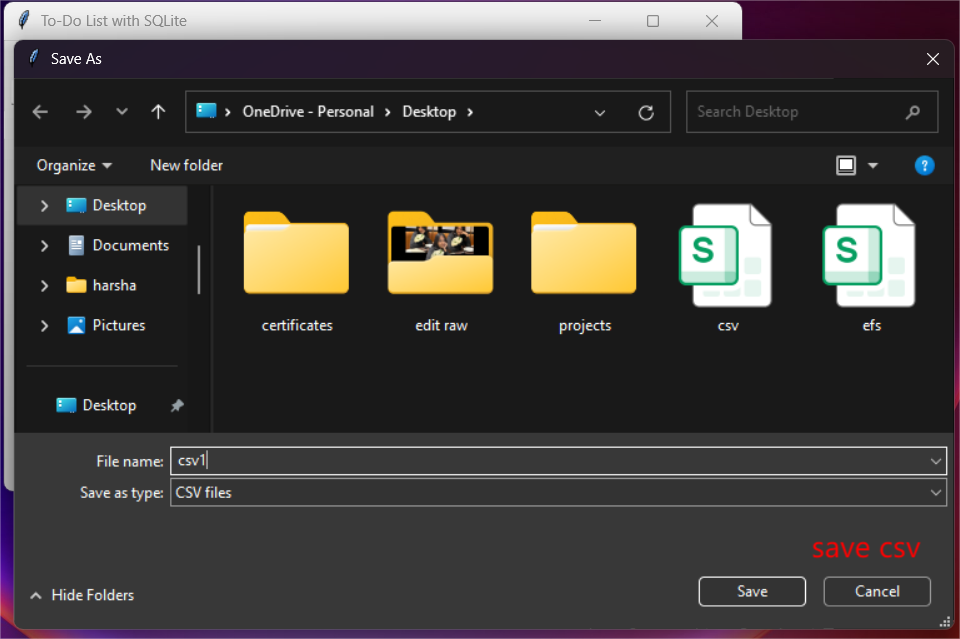 To-Do List with SQLite
Save As
OneDrive - Personal Desktop
Search Desktop
Organize New folder
?
Desktop
Documents
harsha
Pictures
Desktop
certificates edit raw projects csv efs
S S
File name: csv1
Save as type: CSV files
save csv
Hide Folders Save Cancel